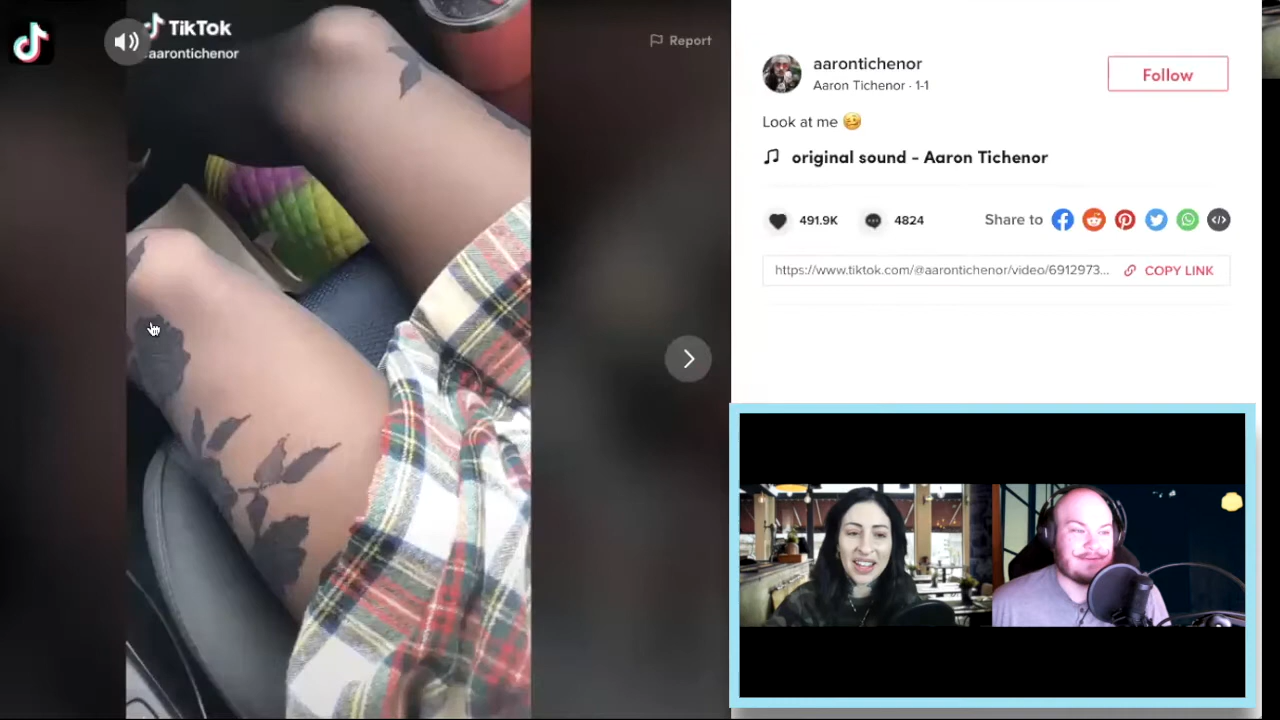 TikTok
@aarontichenor
Report
aarontichenor
Follow
Aaron Tichenor · 1-1
Look at me 🥴
original sound - Aaron Tichenor
491.9K
4824
Share to
https://www.tiktok.com/@aarontichenor/video/6912973...
COPY LINK